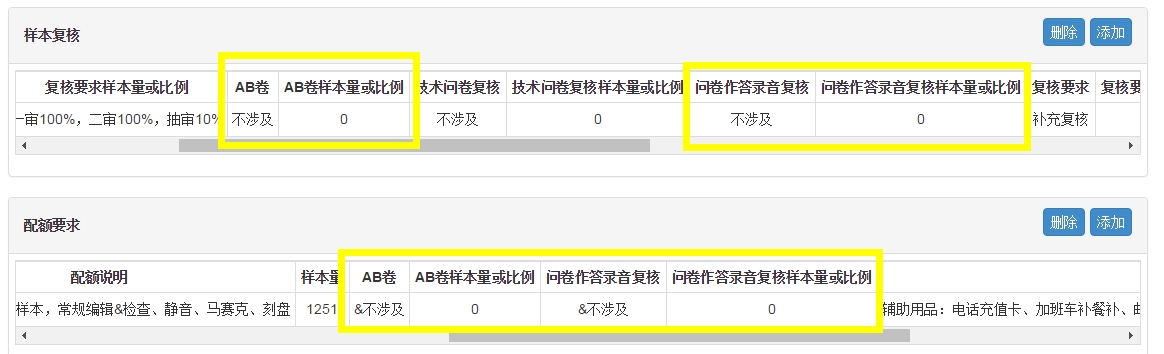 样本复核
删除 添加
复核要求样本量或比例 AB卷 AB卷样本量或比例 技术问卷复核 技术问卷复核样本量或比例 问卷作答录音复核 问卷作答录音复核样本量或比例 复核要求
一审100%，二审100%，抽审10% 不涉及 0 不涉及 0 不涉及 0 补充复核
配额要求
删除 添加
配额说明 样本量 AB卷 AB卷样本量或比例 问卷作答录音复核 问卷作答录音复核样本量或比例
样本，常规编辑&检查、静音、马赛克、刻盘 1251 &不涉及 0 &不涉及 0 辅助用品：电话充值卡、加班车补餐补、